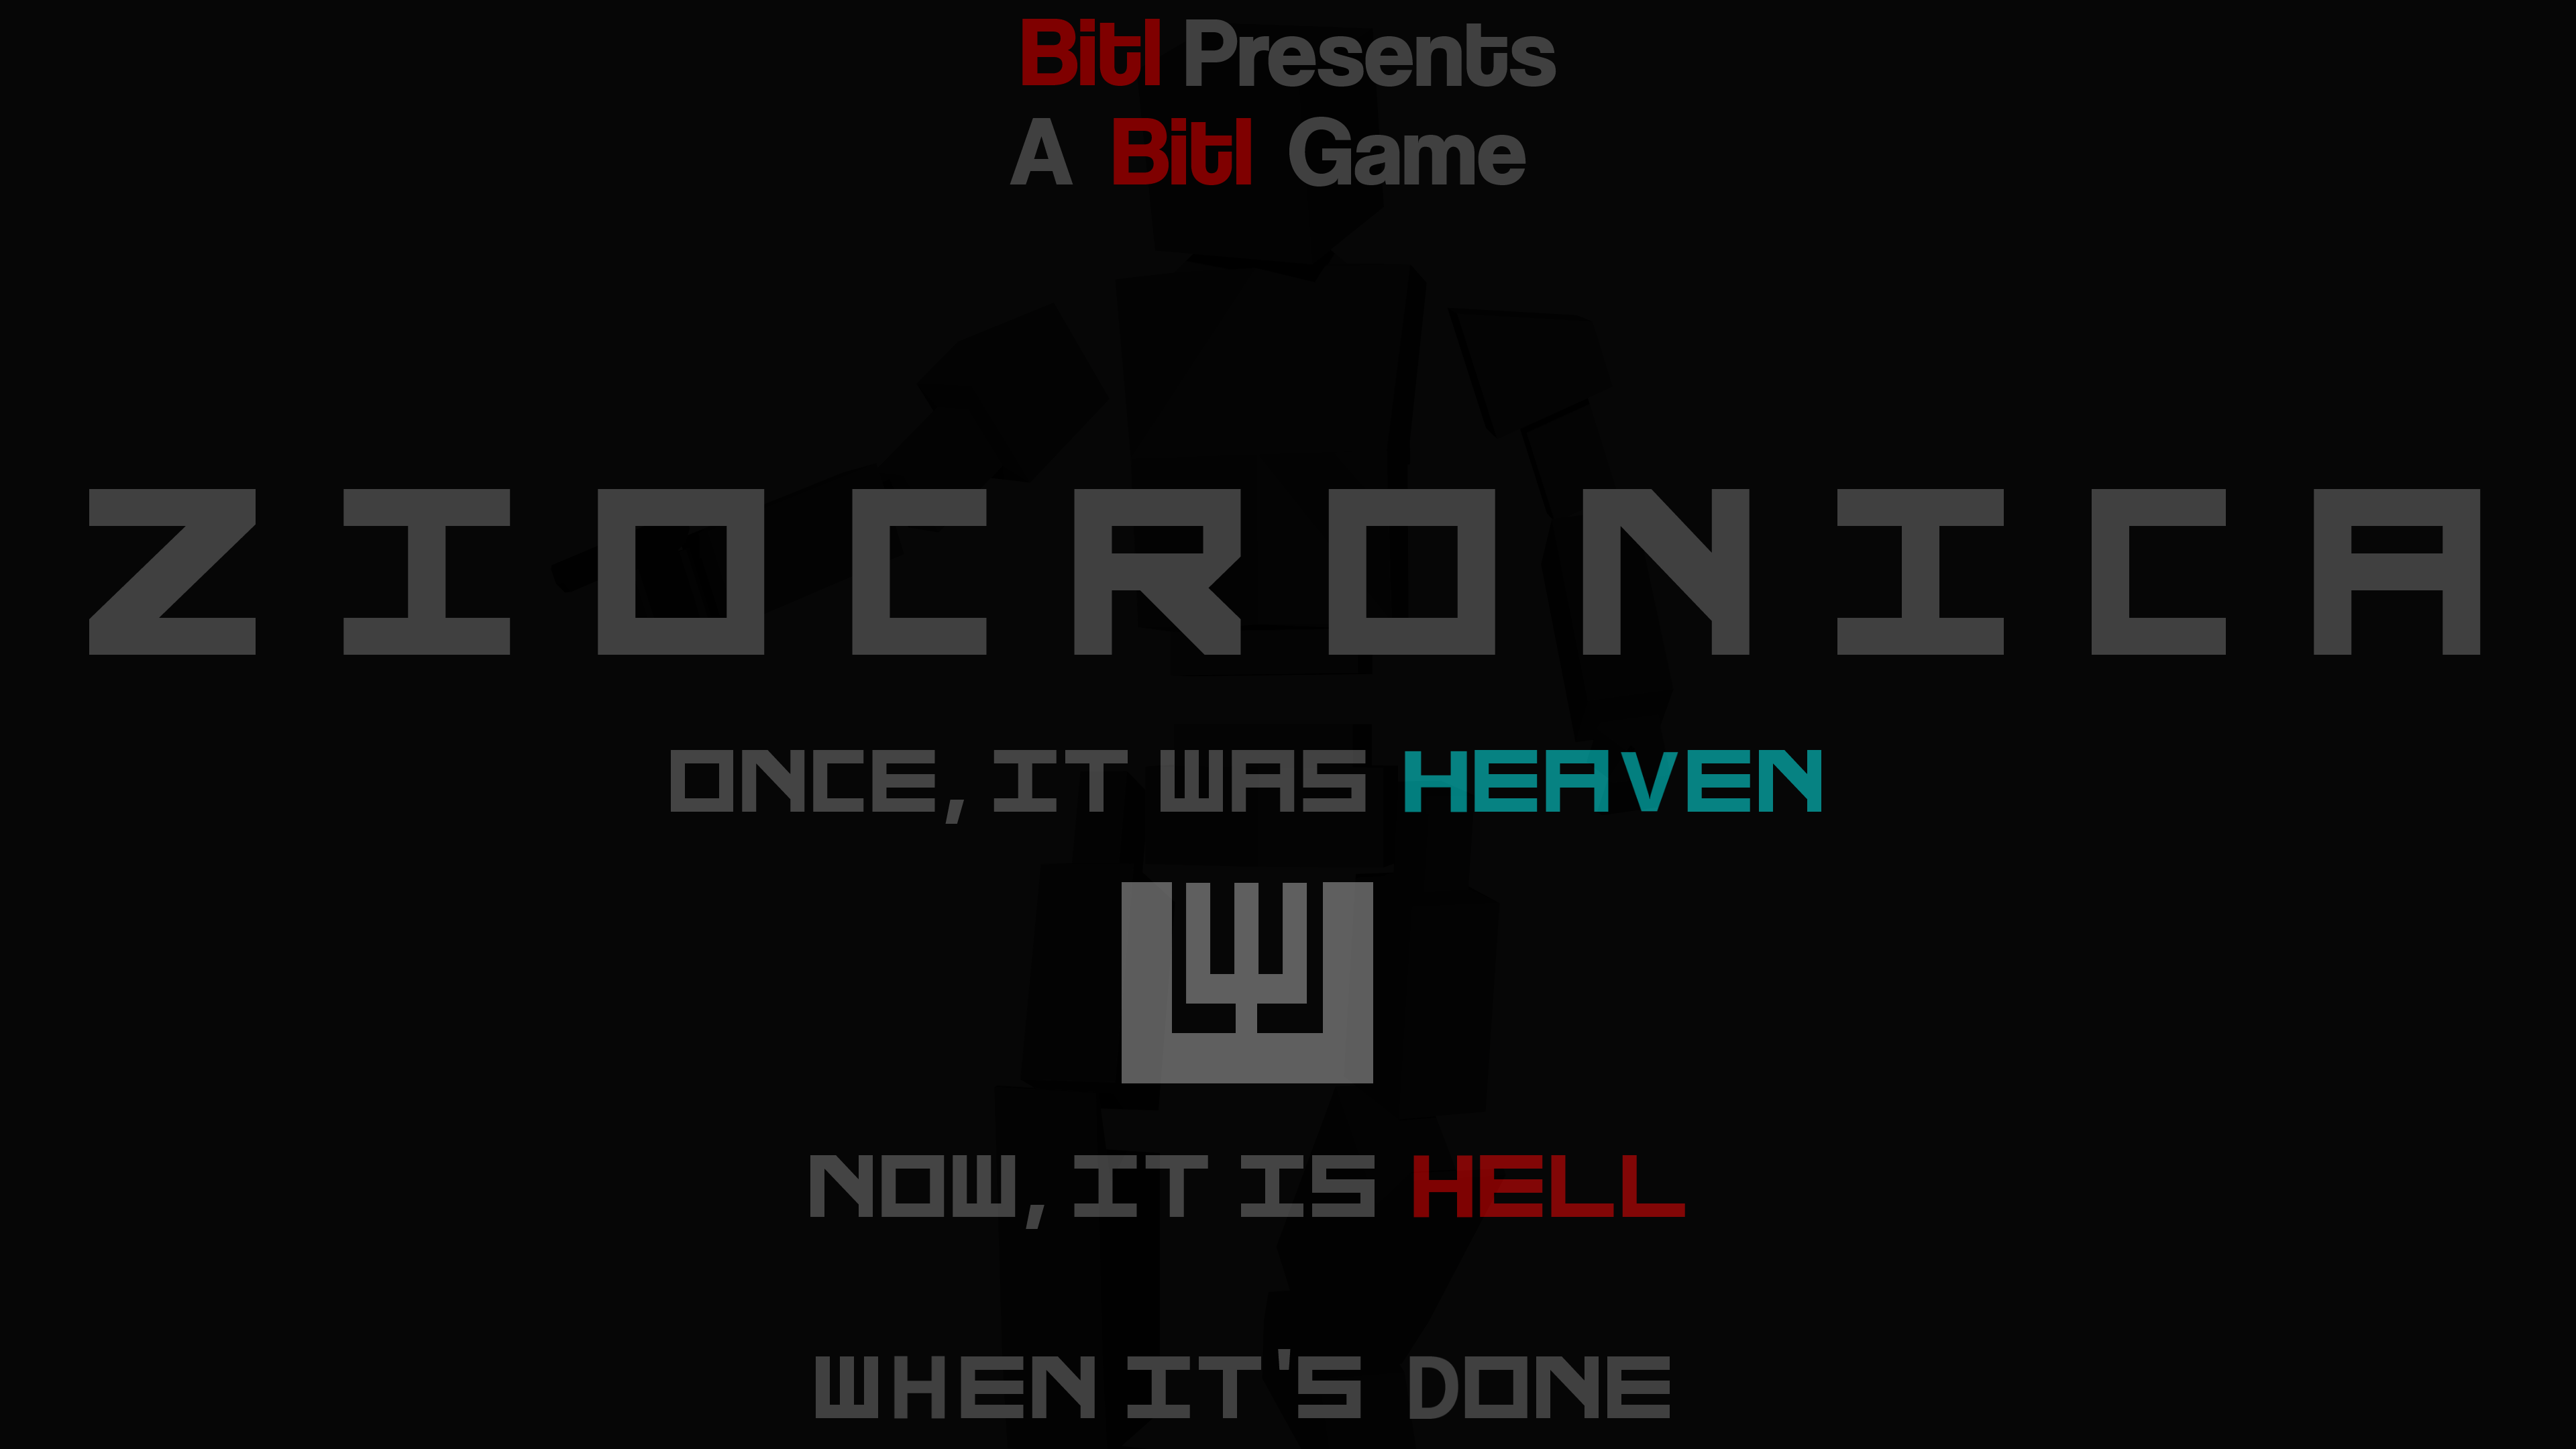 Bitl Presents
A Bitl Game
ZIOCRONICA
ONCE, IT WAS HEAVEN
NOW, IT IS HELL
WHEN IT'S DONE